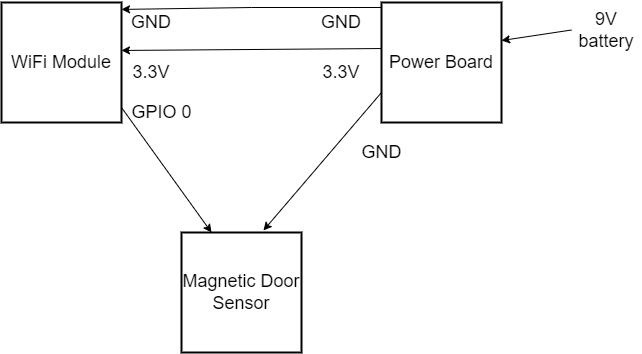 GND
GND
9V
battery
WiFi Module
Power Board
3.3V
3.3V
GPIO 0
GND
Magnetic Door
Sensor